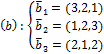 (b): { b⃗₁ = (3,2,1)
b⃗₂ = (1,2,3)
b⃗₃ = (2,1,2)